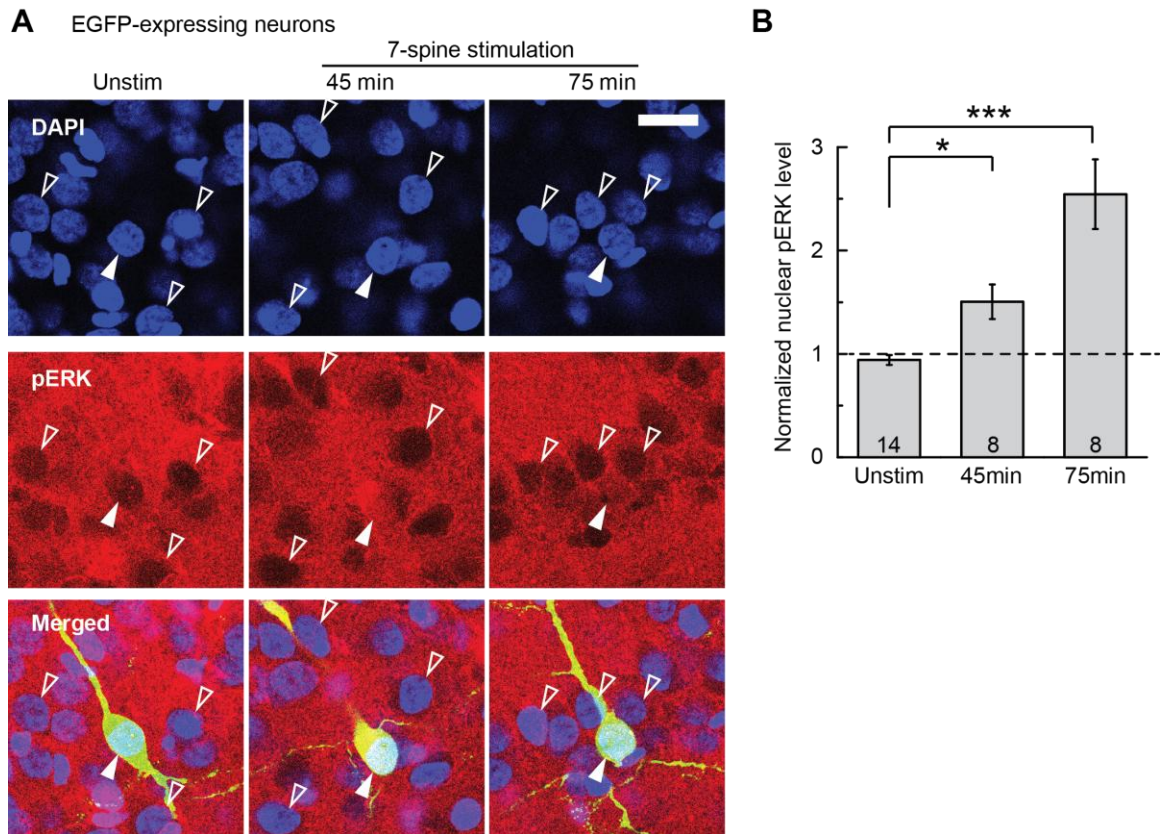 A EGFP-expressing neurons
7-spine stimulation
Unstim 45 min 75 min
DAPI
pERK
Merged
B
*** 
*
Normalized nuclear pERK level
3
2
1
0
14 8 8
Unstim 45min 75min